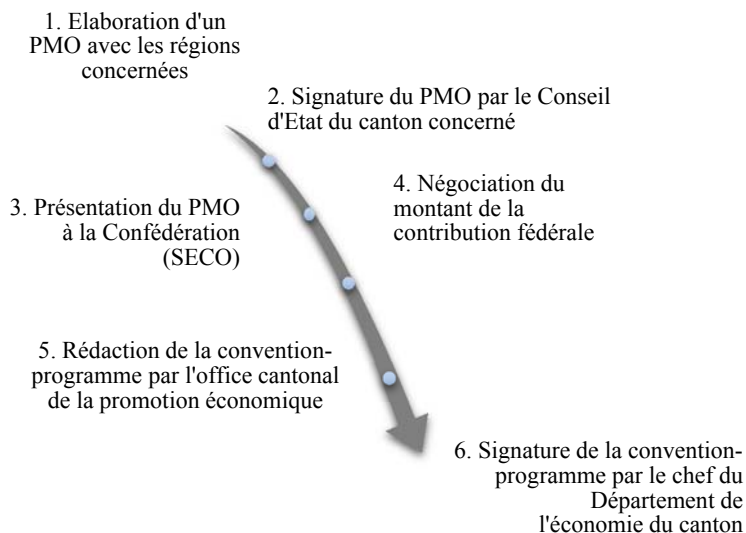 1. Elaboration d'un
PMO avec les régions
concernées
2. Signature du PMO par le Conseil
d'Etat du canton concerné
3. Présentation du PMO
à la Confédération
(SECO)
4. Négociation du
montant de la
contribution fédérale
5. Rédaction de la convention-
programme par l'office cantonal
de la promotion économique
6. Signature de la convention-
programme par le chef du
Département de
l'économie du canton